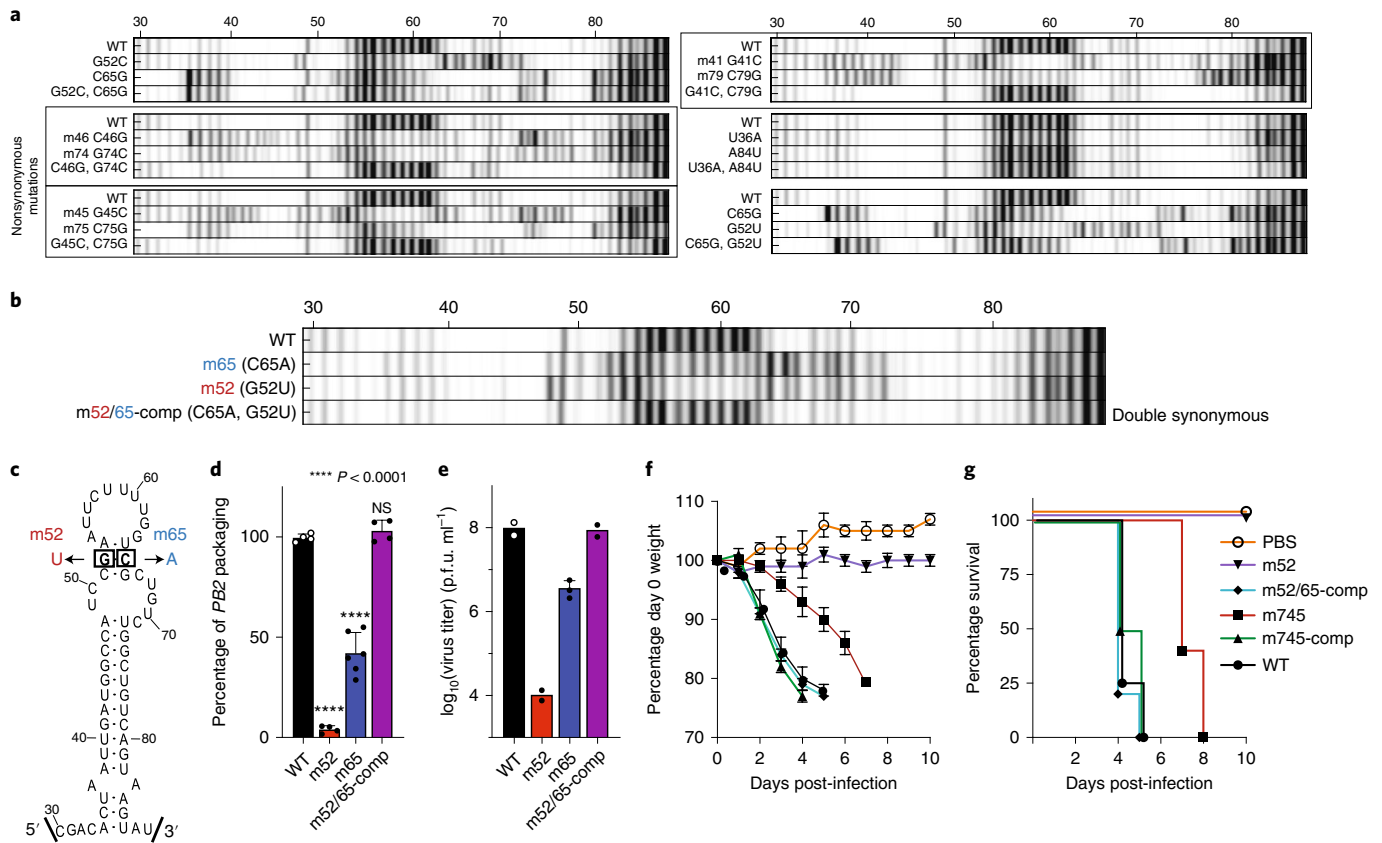 a
30 40 50 60 70 80
WT
G52C
C65G
G52C, C65G
Nonsynonymous mutations
WT
m46 C46G
m74 G74C
C46G, G74C
WT
m45 G45C
m75 C75G
G45C, C75G
30 40 50 60 70 80
WT
m41 G41C
m79 C79G
G41C, C79G
WT
U36A
A84U
U36A, A84U
WT
C65G
G52U
C65G, G52U
b
30 40 50 60 70 80
WT
m65 (C65A)
m52 (G52U)
m52/65-comp (C65A, G52U)
Double synonymous
c
60
m52
m65
U
G
C
A
50
70
40
80
30
5′
CGACA
UAU
3′
d
**** P < 0.0001
NS
****
****
Percentage of PB2 packaging
100
50
0
WT
m52
m65
m52/65-comp
e
log10(virus titer) (p.f.u. ml−1)
8
6
4
WT
m52
m65
m52/65-comp
f
Percentage day 0 weight
110
100
90
80
70
0 2 4 6 8 10
Days post-infection
g
Percentage survival
100
75
50
25
0
2 4 6 8 10
Days post-infection
PBS
m52
m52/65-comp
m745
m745-comp
WT